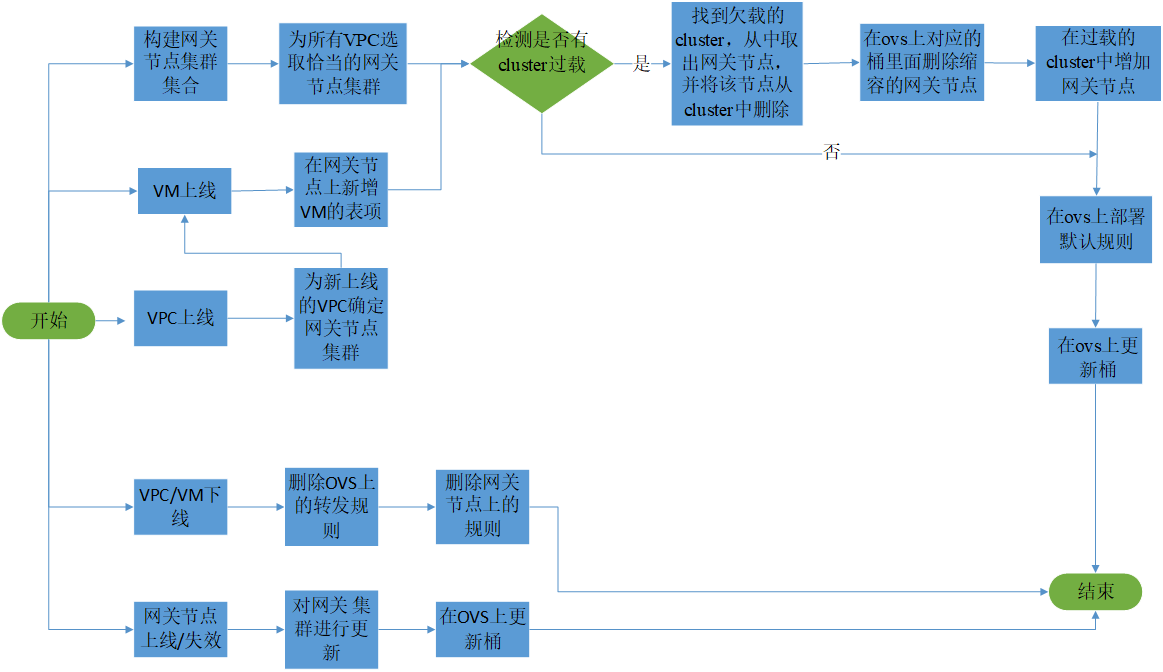 构建网关
节点集群
集合
为所有VPC选
取恰当的网关
节点集群
检测是否有
cluster过载
是
找到欠载的
cluster，从中取
出网关节点，
并将该节点从
cluster中删除
在ovs上对应的
桶里面删除缩
容的网关节点
在过载的
cluster中增加
网关节点
否
VM上线
在网关节
点上新增
VM的表项
在ovs上部署
默认规则
开始
VPC上线
为新上线
的VPC确定
网关节点
集群
在ovs上更
新桶
VPC/VM下
线
删除OVS上
的转发规
则
删除网关
节点上的
规则
结束
网关节点
上线/失效
对网关 集
群进行更
新
在OVS上更
新桶